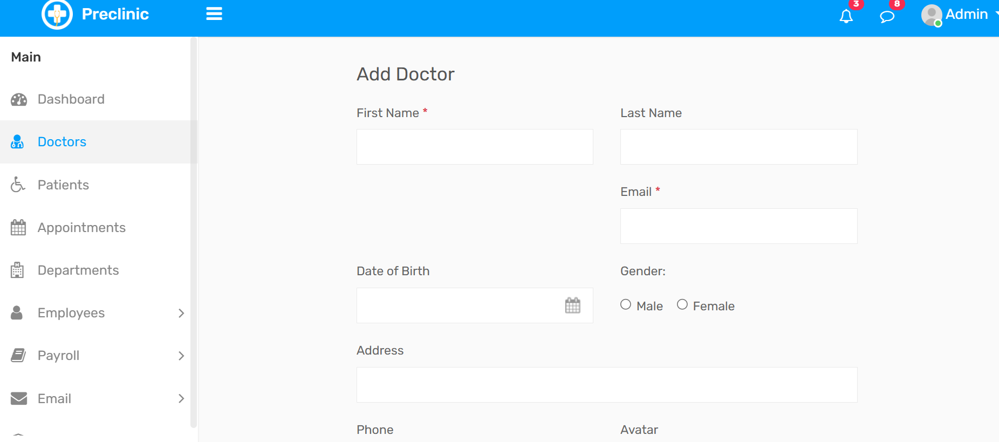 Preclinic
3
8
Admin
Main
Dashboard
Doctors
Patients
Appointments
Departments
Employees
Payroll
Email
Add Doctor
First Name *
Last Name
Email *
Date of Birth
Gender:
Male
Female
Address
Phone
Avatar